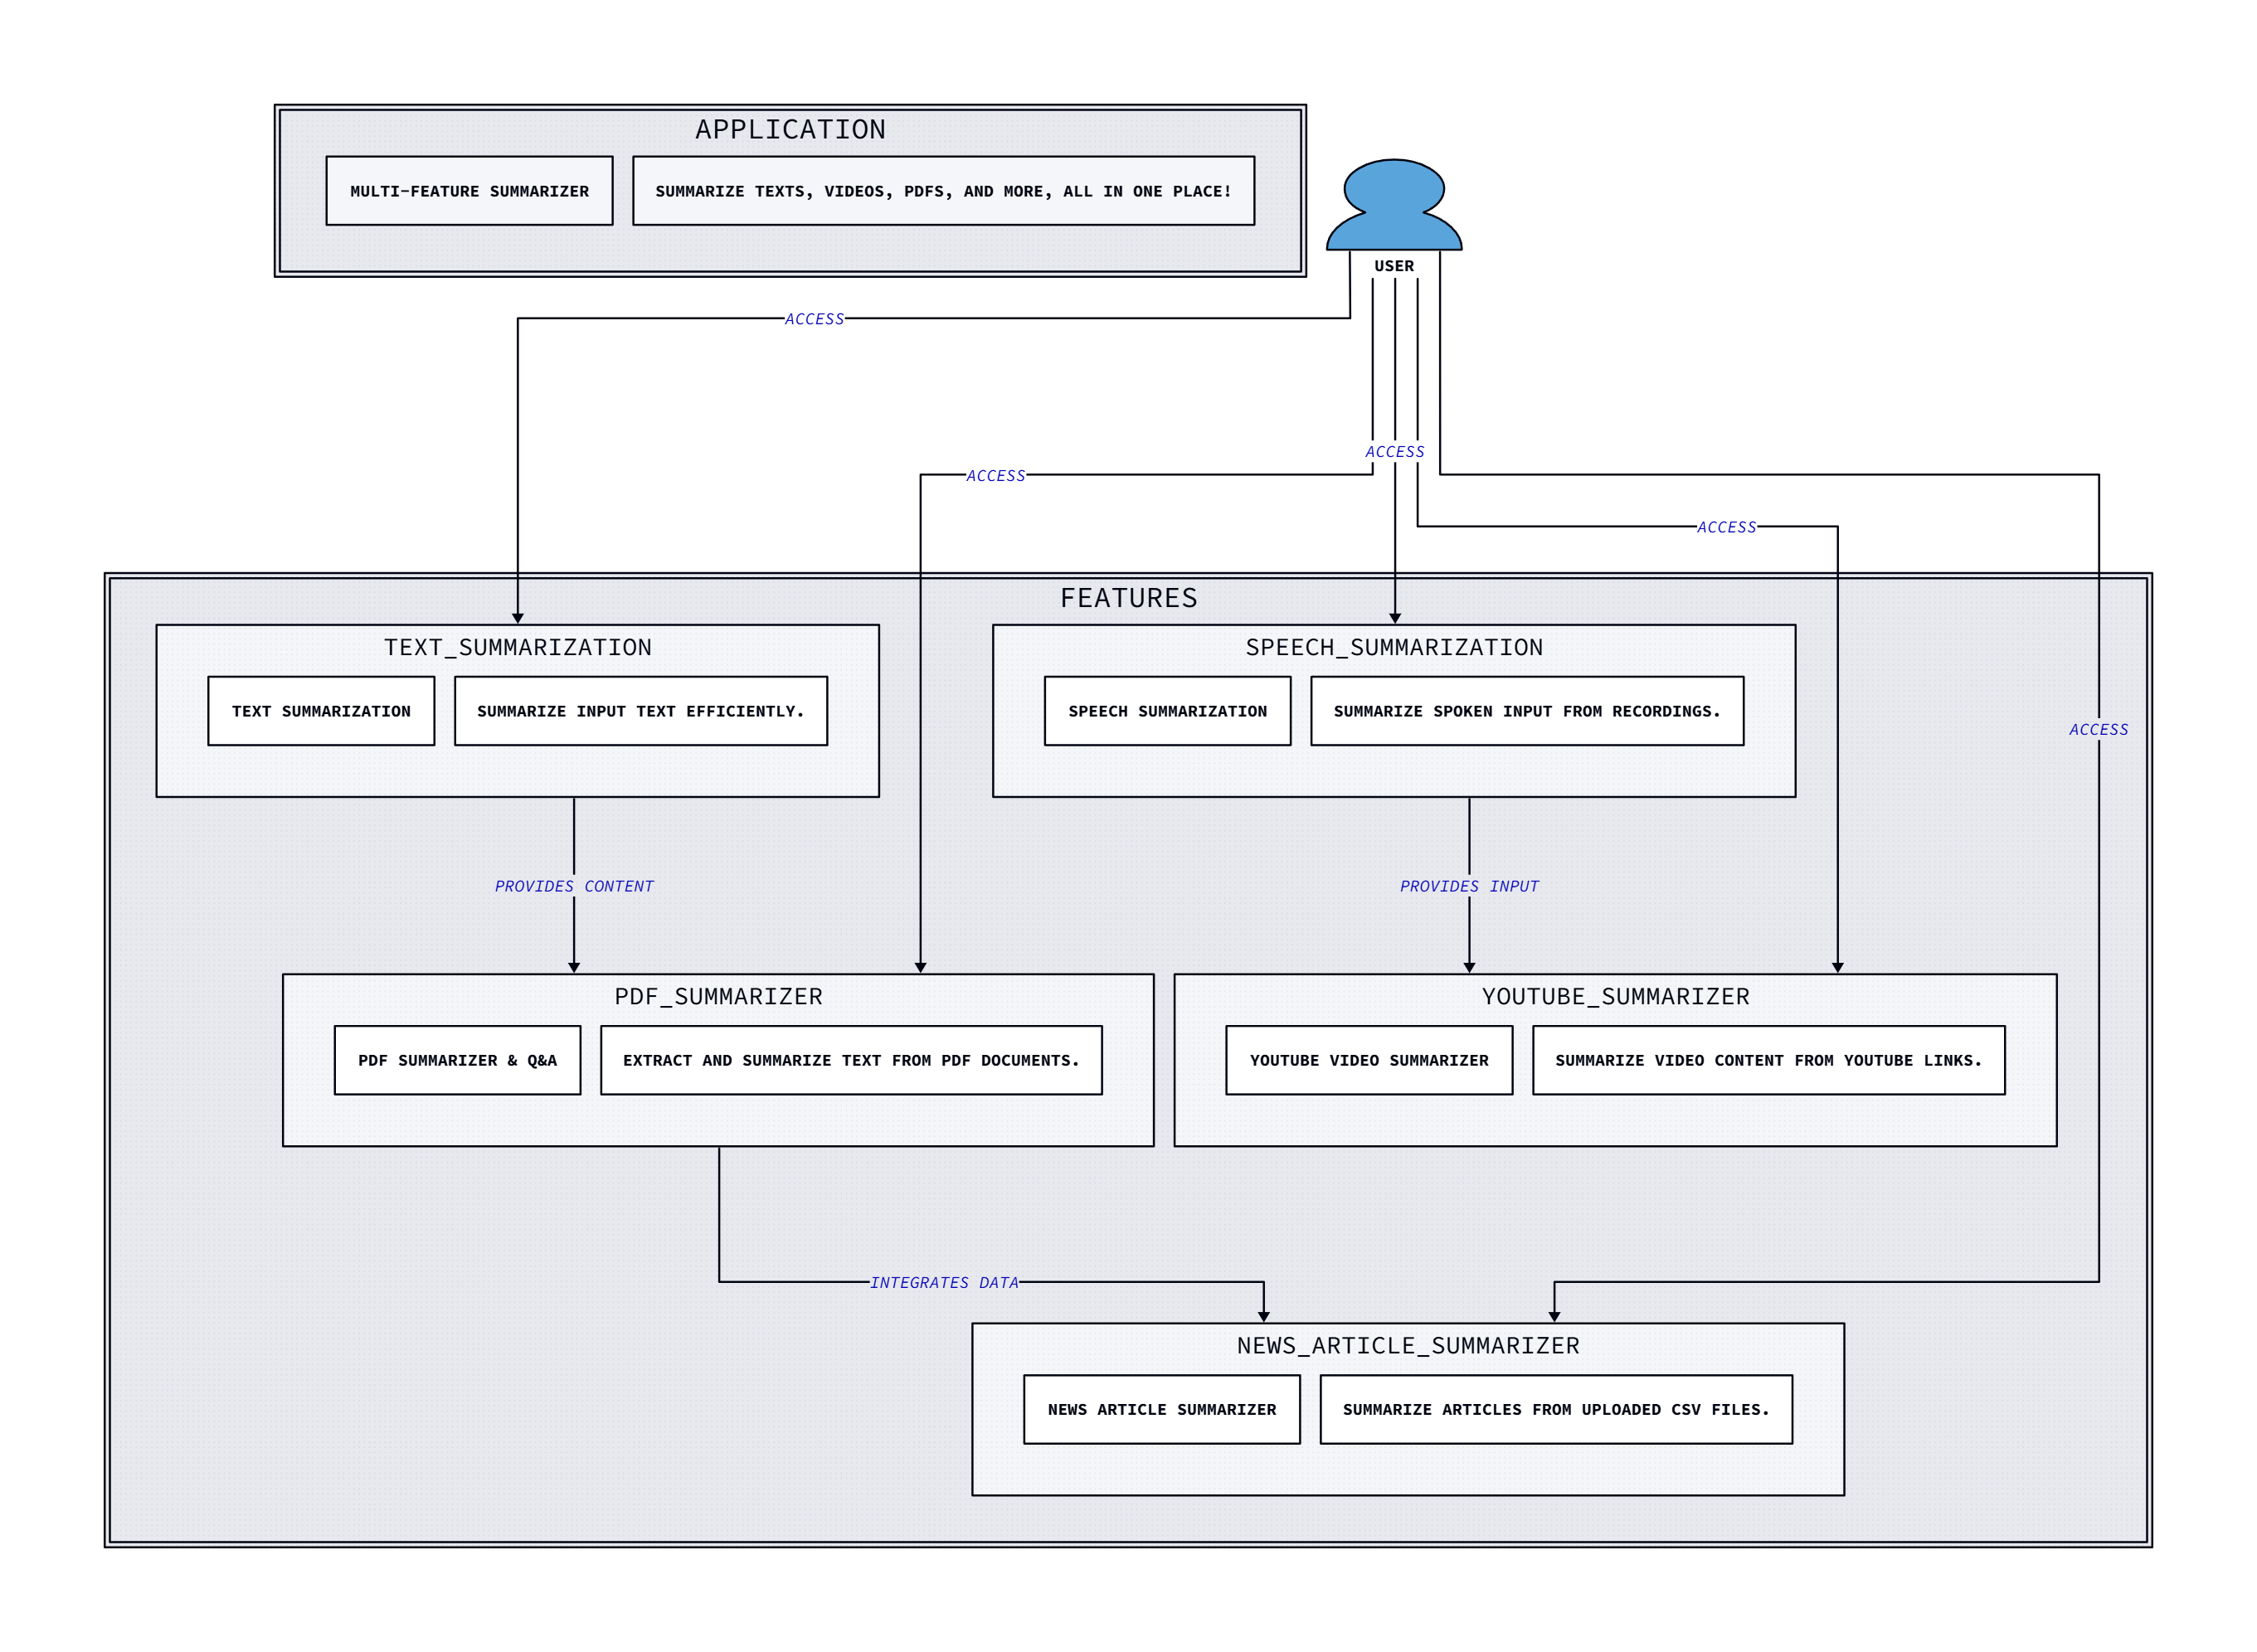 APPLICATION
MULTI-FEATURE SUMMARIZER
SUMMARIZE TEXTS, VIDEOS, PDFS, AND MORE, ALL IN ONE PLACE!
USER
ACCESS
ACCESS
ACCESS
ACCESS
ACCESS
FEATURES
TEXT_SUMMARIZATION
TEXT SUMMARIZATION
SUMMARIZE INPUT TEXT EFFICIENTLY.
SPEECH_SUMMARIZATION
SPEECH SUMMARIZATION
SUMMARIZE SPOKEN INPUT FROM RECORDINGS.
PROVIDES CONTENT
PROVIDES INPUT
PDF_SUMMARIZER
PDF SUMMARIZER & Q&A
EXTRACT AND SUMMARIZE TEXT FROM PDF DOCUMENTS.
YOUTUBE_SUMMARIZER
YOUTUBE VIDEO SUMMARIZER
SUMMARIZE VIDEO CONTENT FROM YOUTUBE LINKS.
INTEGRATES DATA
NEWS_ARTICLE_SUMMARIZER
NEWS ARTICLE SUMMARIZER
SUMMARIZE ARTICLES FROM UPLOADED CSV FILES.